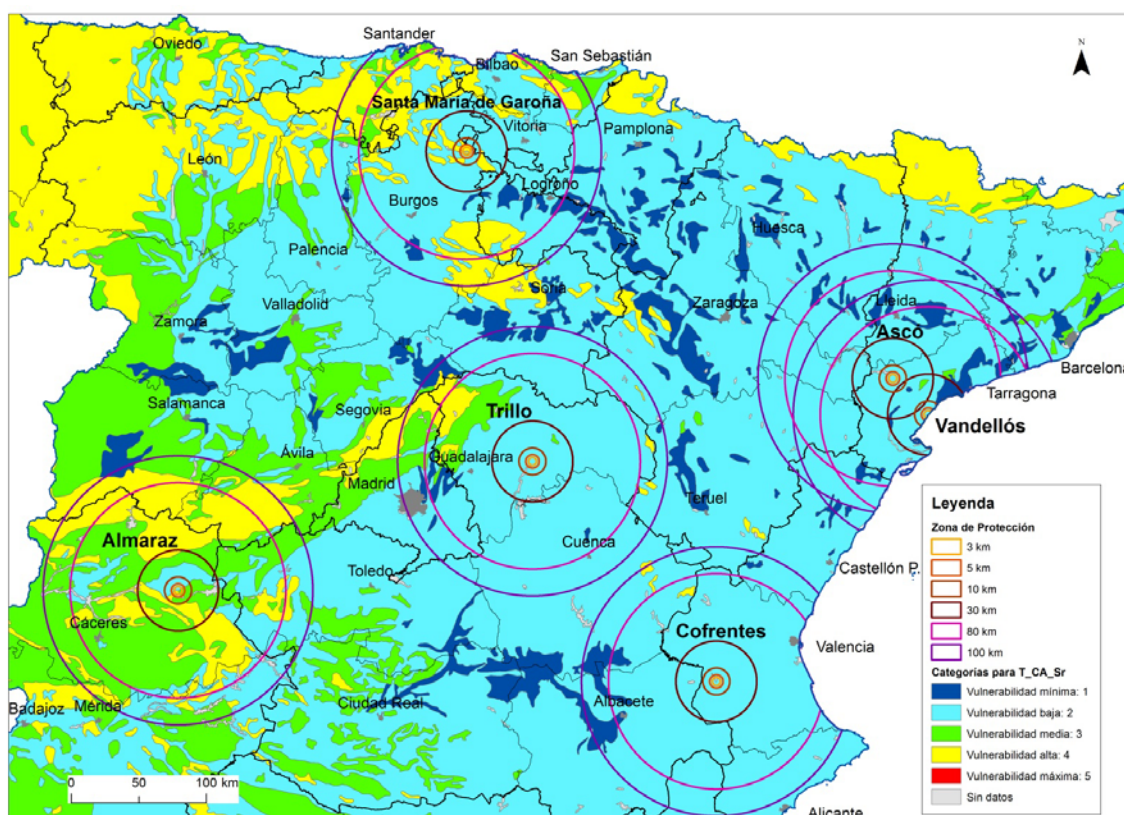 Oviedo
Santander
Bilbao
San Sebastián
N
Santa María de Garoña
Vitoria
Pamplona
León
Logroño
Burgos
Huesca
Palencia
Soria
Valladolid
Zaragoza
Lleida
Zamora
Ascó
Barcelona
Tarragona
Salamanca
Segovia
Trillo
Vandellós
Ávila
Guadalajara
Madrid
Teruel
Almaraz
Cuenca
Castellón P.
Toledo
Cáceres
Cofrentes
Valencia
Badajoz
Mérida
Ciudad Real
Albacete
Alicante
0 50 100 km
Leyenda
Zona de Protección
3 km
5 km
10 km
30 km
80 km
100 km
Categorías para T_CA_Sr
Vulnerabilidad mínima: 1
Vulnerabilidad baja: 2
Vulnerabilidad media: 3
Vulnerabilidad alta: 4
Vulnerabilidad máxima: 5
Sin datos